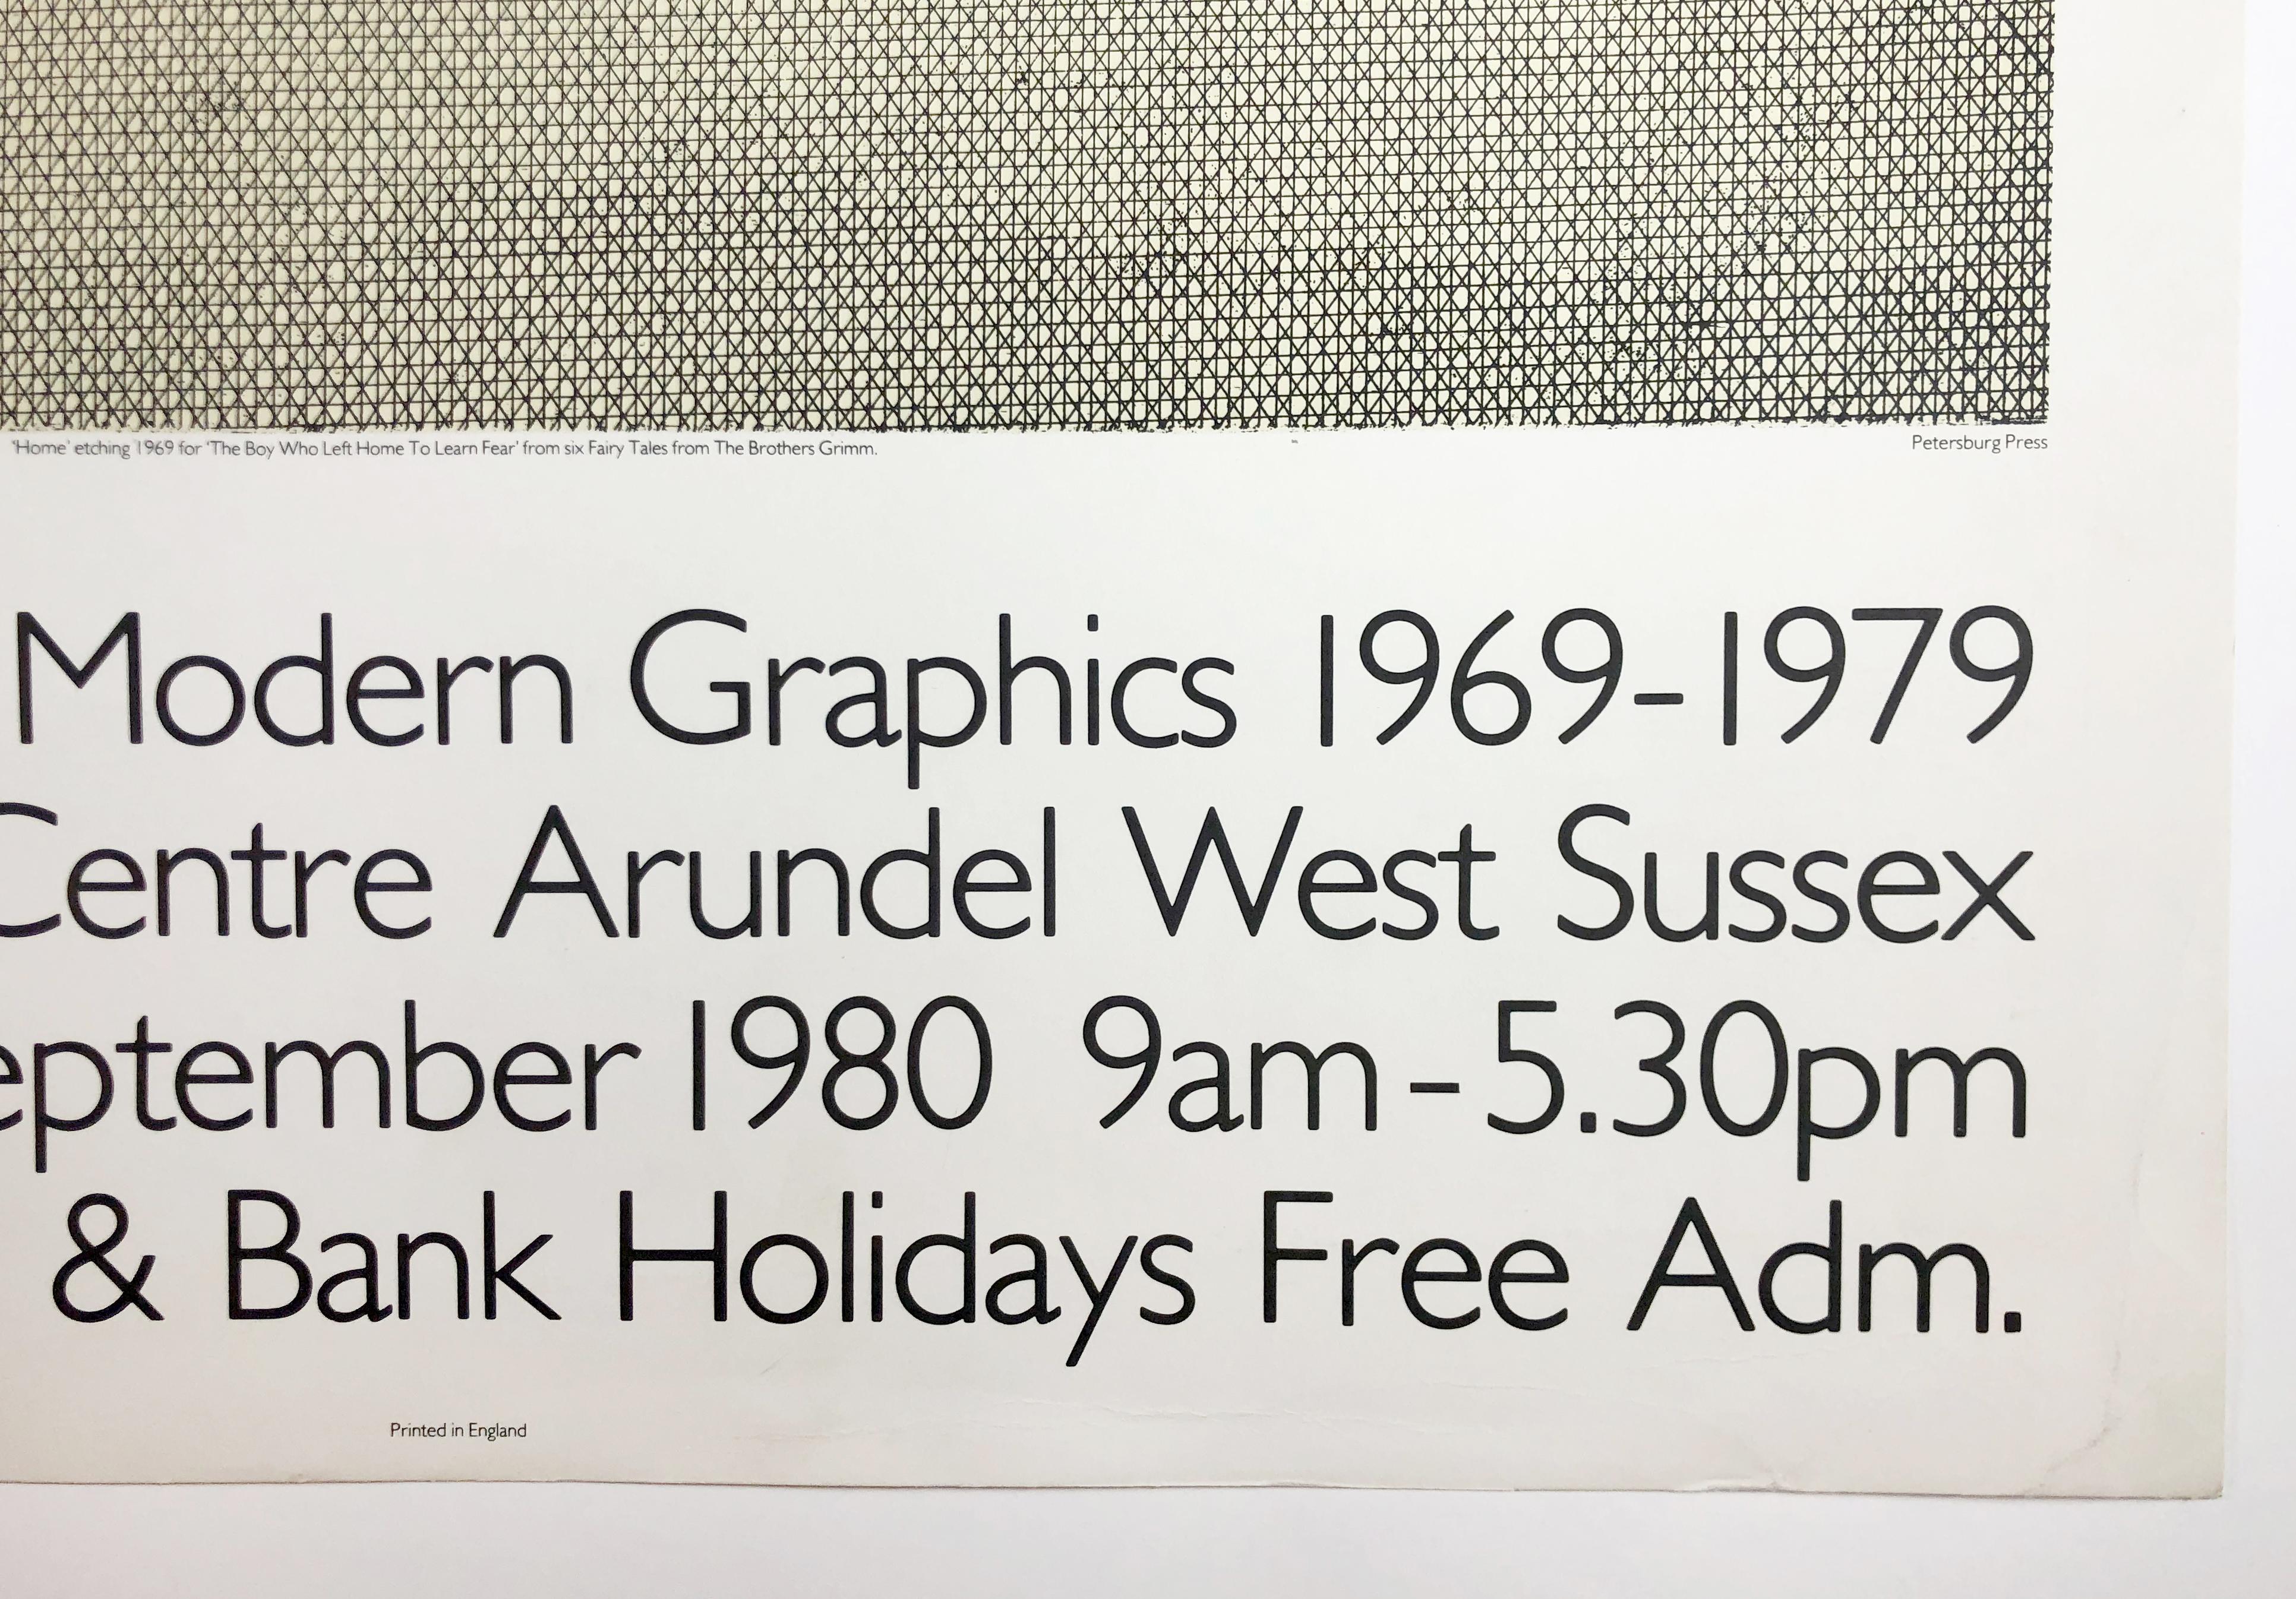 'Home' etching 1969 for 'The Boy Who Left Home To Learn Fear' from six Fairy Tales from The Brothers Grimm.
Petersburg Press
Modern Graphics 1969-1979
Centre Arundel West Sussex
eptember 1980 9am-5.30pm
& Bank Holidays Free Adm.
Printed in England